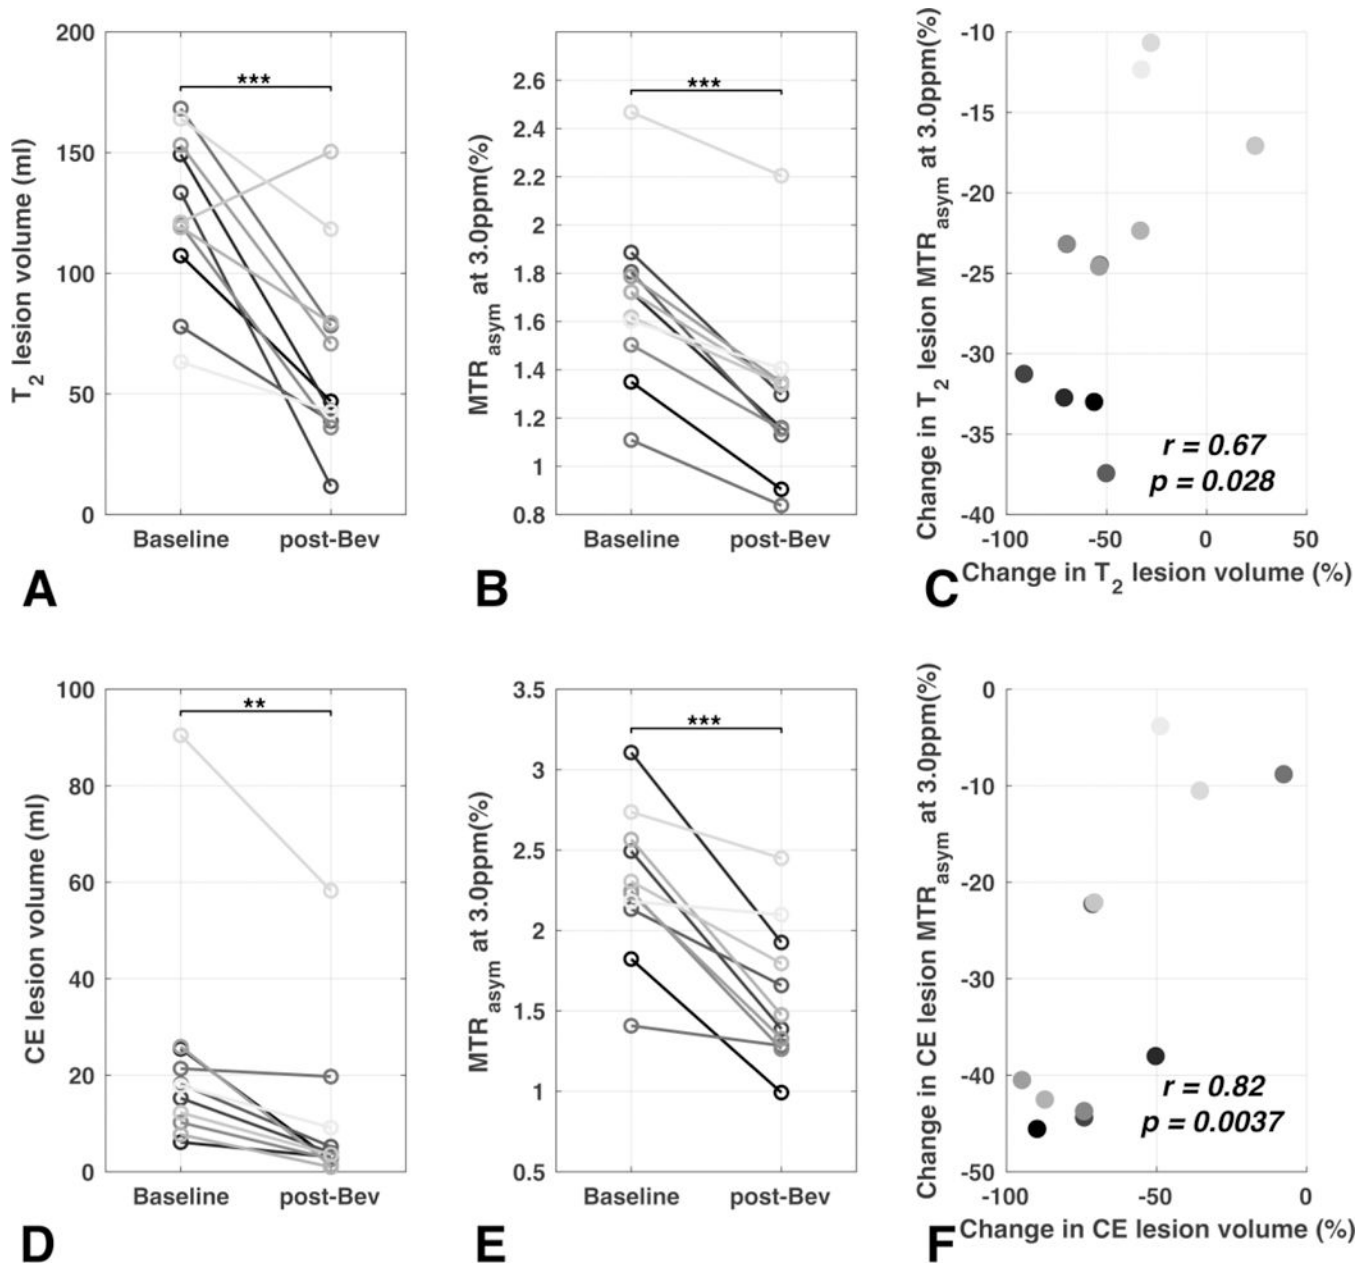 T2 lesion volume (ml)
200
150
100
50
0
***
Baseline post-Bev
A
MTRasym at 3.0ppm(%)
2.6
2.4
2.2
2
1.8
1.6
1.4
1.2
1
0.8
***
Baseline post-Bev
B
Change in T2 lesion MTRasym at 3.0ppm(%)
-10
-15
-20
-25
-30
-35
-40
r = 0.67
p = 0.028
-100 -50 0 50
Change in T2 lesion volume (%)
C
CE lesion volume (ml)
100
80
60
40
20
0
**
Baseline post-Bev
D
MTRasym at 3.0ppm(%)
3.5
3
2.5
2
1.5
1
0.5
***
Baseline post-Bev
E
Change in CE lesion MTRasym at 3.0ppm(%)
0
-10
-20
-30
-40
-50
r = 0.82
p = 0.0037
-100 -50 0
Change in CE lesion volume (%)
F